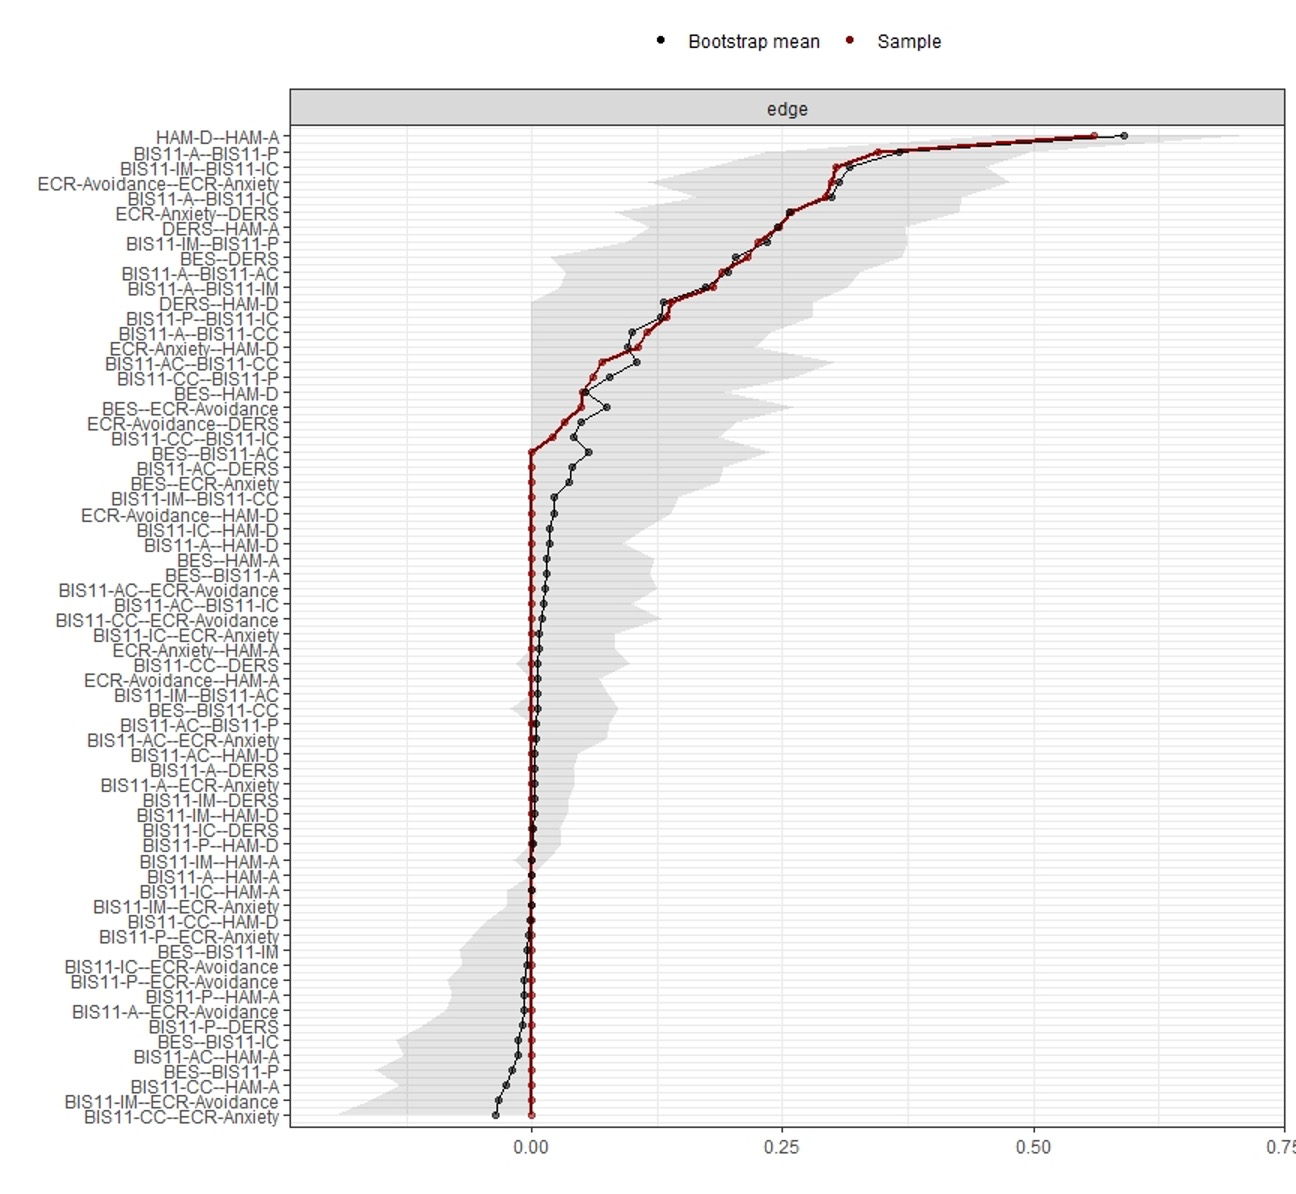 Bootstrap mean Sample
edge
HAM-D--HAM-A
BIS11-A--BIS11-P
BIS11-IM--BIS11-IC
ECR-Avoidance--ECR-Anxiety
BIS11-A--BIS11-IC
ECR-Anxiety--DERS
DERS--HAM-A
BIS11-IM--BIS11-P
BES--DERS
BIS11-A--BIS11-AC
BIS11-A--BIS11-IM
DERS--HAM-D
BIS11-P--BIS11-IC
BIS11-A--BIS11-CC
ECR-Anxiety--HAM-D
BIS11-AC--BIS11-CC
BIS11-CC--BIS11-P
BES--HAM-D
BES--ECR-Avoidance
ECR-Avoidance--DERS
BIS11-CC--BIS11-IC
BES--BIS11-AC
BIS11-AC--DERS
BES--ECR-Anxiety
BIS11-IM--BIS11-CC
ECR-Avoidance--HAM-D
BIS11-IC--HAM-D
BIS11-A--HAM-D
BES--HAM-A
BES--BIS11-A
BIS11-AC--ECR-Avoidance
BIS11-AC--BIS11-IC
BIS11-CC--ECR-Avoidance
BIS11-IC--ECR-Anxiety
ECR-Anxiety--HAM-A
BIS11-CC--DERS
ECR-Avoidance--HAM-A
BIS11-IM--BIS11-AC
BES--BIS11-CC
BIS11-AC--BIS11-P
BIS11-AC--ECR-Anxiety
BIS11-AC--HAM-D
BIS11-A--DERS
BIS11-A--ECR-Anxiety
BIS11-IM--DERS
BIS11-IM--HAM-D
BIS11-IC--DERS
BIS11-P--HAM-D
BIS11-IM--HAM-A
BIS11-A--HAM-A
BIS11-IC--HAM-A
BIS11-IM--ECR-Anxiety
BIS11-CC--HAM-D
BIS11-P--ECR-Anxiety
BES--BIS11-IM
BIS11-IC--ECR-Avoidance
BIS11-P--ECR-Avoidance
BIS11-P--HAM-A
BIS11-A--ECR-Avoidance
BIS11-P--DERS
BES--BIS11-IC
BIS11-AC--HAM-A
BES--BIS11-P
BIS11-CC--HAM-A
BIS11-IM--ECR-Avoidance
BIS11-CC--ECR-Anxiety
0.00 0.25 0.50 0.75